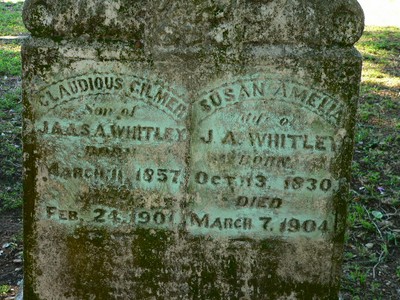 CLAUDIOUS GILMER
Son of
J.A. & S.A. WHITLEY
BORN
MARCH 11, 1857,
FEB. 24, 1901
SUSAN AMELIA
Wife of
J. A. WHITLEY
BORN
OCT. 13, 1830
DIED
MARCH 7, 1904